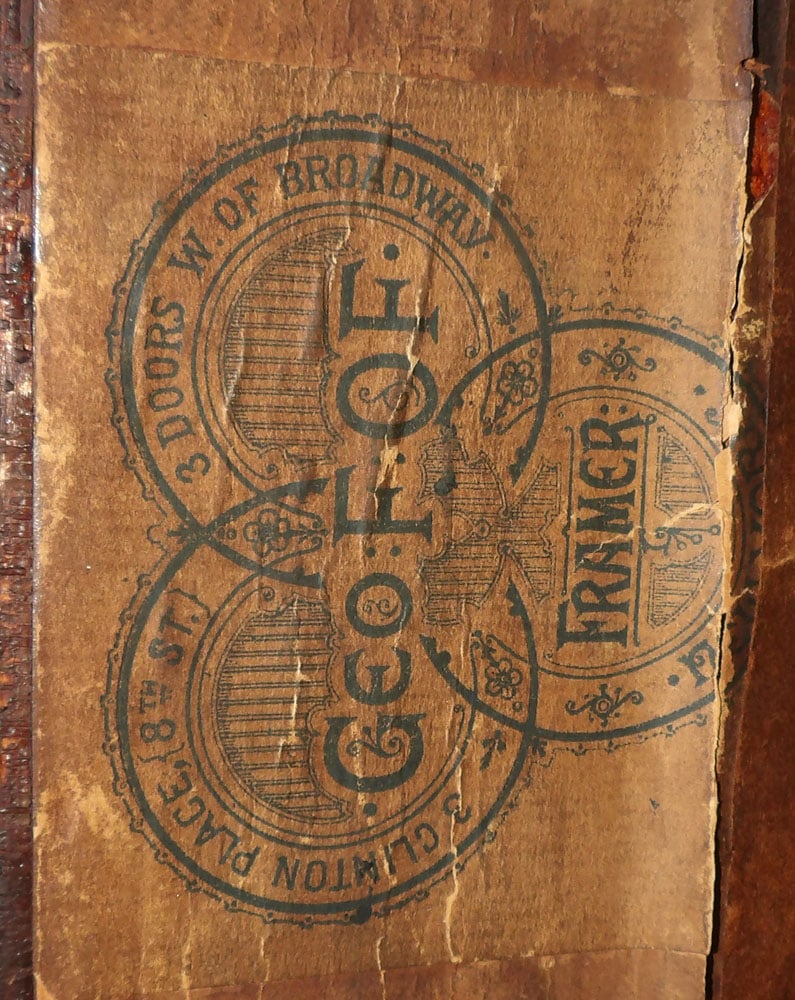 3 CLINTON PLACE, {8TH ST.}
3 DOORS W. OF BROADWAY.
·GEO: F. OF.
FRAMER: